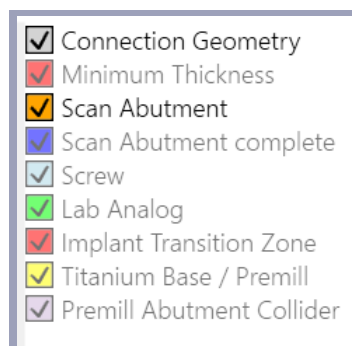 Connection Geometry
Minimum Thickness
Scan Abutment
Scan Abutment complete
Screw
Lab Analog
Implant Transition Zone
Titanium Base / Premill
Premill Abutment Collider